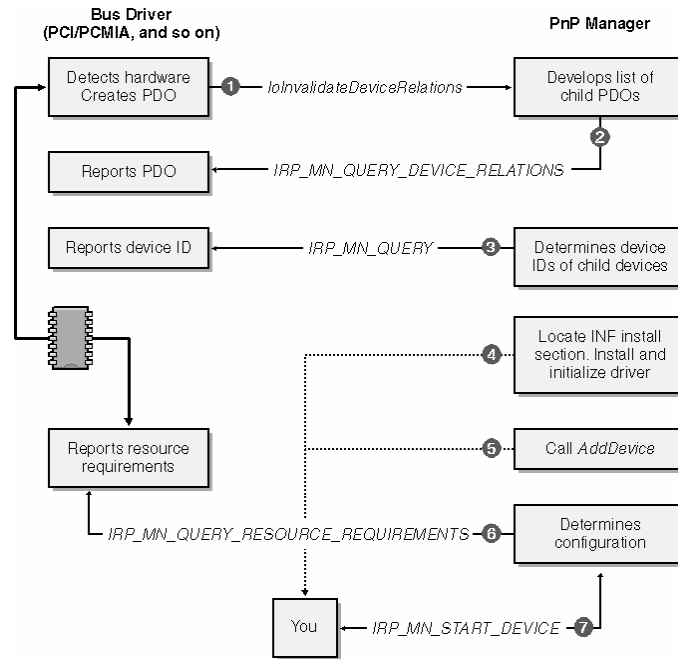 Bus Driver
(PCI/PCMIA, and so on)
PnP Manager
Detects hardware
Creates PDO
1
IoInvalidateDeviceRelations
Develops list of
child PDOs
2
Reports PDO
IRP_MN_QUERY_DEVICE_RELATIONS
Reports device ID
IRP_MN_QUERY
3
Determines device
IDs of child devices
4
Locate INF install
section. Install and
initialize driver
Reports resource
requirements
5
Call AddDevice
IRP_MN_QUERY_RESOURCE_REQUIREMENTS
6
Determines
configuration
You
IRP_MN_START_DEVICE
7